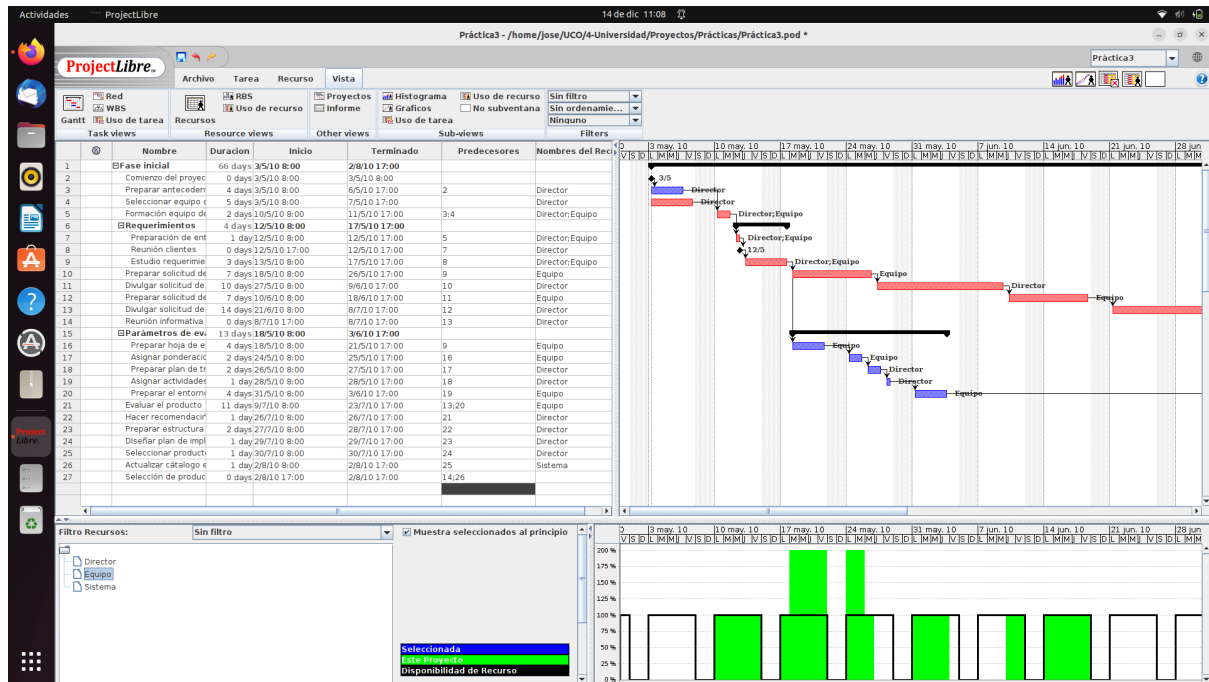 Actividades ProjectLibre 14 de dic 11:08
Práctica3 - /home/jose/UCO/4-Universidad/Proyectos/Prácticas/Práctica3.pod *
ProjectLibre
Práctica3
Archivo Tarea Recurso Vista
Red RBS Proyectos Histograma Uso de recurso Sin filtro
WBS Uso de recurso Informe Graficos No subventana Sin ordenamie...
Gantt Uso de tarea Recursos Uso de tarea Ninguno
Task views Resource views Other views Sub-views Filters
Nombre Duracion Inicio Terminado Predecesores Nombres del Rec
1 Fase inicial 66 days 3/5/10 8:00 2/8/10 17:00
2 Comienzo del proyec 0 days 3/5/10 8:00 3/5/10 8:00
3 Preparar anteceden 4 days 3/5/10 8:00 6/5/10 17:00 2 Director
4 Seleccionar equipo 5 days 3/5/10 8:00 7/5/10 17:00 Director
5 Formación equipo de 2 days 10/5/10 8:00 11/5/10 17:00 3;4 Director;Equipo
6 Requerimientos 4 days 12/5/10 8:00 17/5/10 17:00
7 Preparación de ent 1 day 12/5/10 8:00 12/5/10 17:00 5 Director;Equipo
8 Reunión clientes 0 days 12/5/10 17:00 12/5/10 17:00 7 Director
9 Estudio requerimie 3 days 13/5/10 8:00 17/5/10 17:00 8 Director;Equipo
10 Preparar solicitud de 7 days 18/5/10 8:00 26/5/10 17:00 9 Equipo
11 Divulgar solicitud de 10 days 27/5/10 8:00 9/6/10 17:00 10 Director
12 Preparar solicitud de 7 days 10/6/10 8:00 18/6/10 17:00 11 Equipo
13 Divulgar solicitud de 14 days 21/6/10 8:00 8/7/10 17:00 12 Director
14 Reunión informativa 0 days 8/7/10 17:00 8/7/10 17:00 13 Director
15 Parámetros de eva 13 days 18/5/10 8:00 3/6/10 17:00
16 Preparar hoja de e 4 days 18/5/10 8:00 21/5/10 17:00 9 Equipo
17 Asignar ponderacic 2 days 24/5/10 8:00 25/5/10 17:00 16 Equipo
18 Preparar plan de tr 2 days 26/5/10 8:00 27/5/10 17:00 17 Director
19 Asignar actividades 1 day 28/5/10 8:00 28/5/10 17:00 18 Director
20 Preparar el entorno 4 days 31/5/10 8:00 3/6/10 17:00 19 Equipo
21 Evaluar el producto 11 days 9/7/10 8:00 23/7/10 17:00 13;20 Equipo
22 Hacer recomendacir 1 day 26/7/10 8:00 26/7/10 17:00 21 Director
23 Preparar estructura 2 days 27/7/10 8:00 28/7/10 17:00 22 Director
24 Diseñar plan de impl 1 day 29/7/10 8:00 29/7/10 17:00 23 Director
25 Seleccionar product 1 day 30/7/10 8:00 30/7/10 17:00 24 Director
26 Actualizar cátalogo e 1 day 2/8/10 8:00 2/8/10 17:00 25 Sistema
27 Selección de produc 0 days 2/8/10 17:00 2/8/10 17:00 14;26
3 may. 10 10 may. 10 17 may. 10 24 may. 10 31 may. 10 7 jun. 10 14 jun. 10 21 jun. 10 28 jun
V S D L M M J V S D L M M J V S D L M M J V S D L M M J V S D L M M J V S D L M M J V S D L M M J V S D L M M J V S D L M M
3/5
Director
Director
Director;Equipo
Director;Equipo
12/5
Director;Equipo
Equipo
Director
Equipo
Equipo
Equipo
Director
Director
Equipo
Project
Libre
Filtro Recursos: Sin filtro Muestra seleccionados al principio
Director
Equipo
Sistema
Seleccionada
Este Proyecto
Disponibilidad de Recurso
3 may. 10 10 may. 10 17 may. 10 24 may. 10 31 may. 10 7 jun. 10 14 jun. 10 21 jun. 10 28 jun
V S D L M M J V S D L M M J V S D L M M J V S D L M M J V S D L M M J V S D L M M J V S D L M M J V S D L M M J V S D L M M
200 %
175 %
150 %
125 %
100 %
75 %
50 %
25 %
0 %